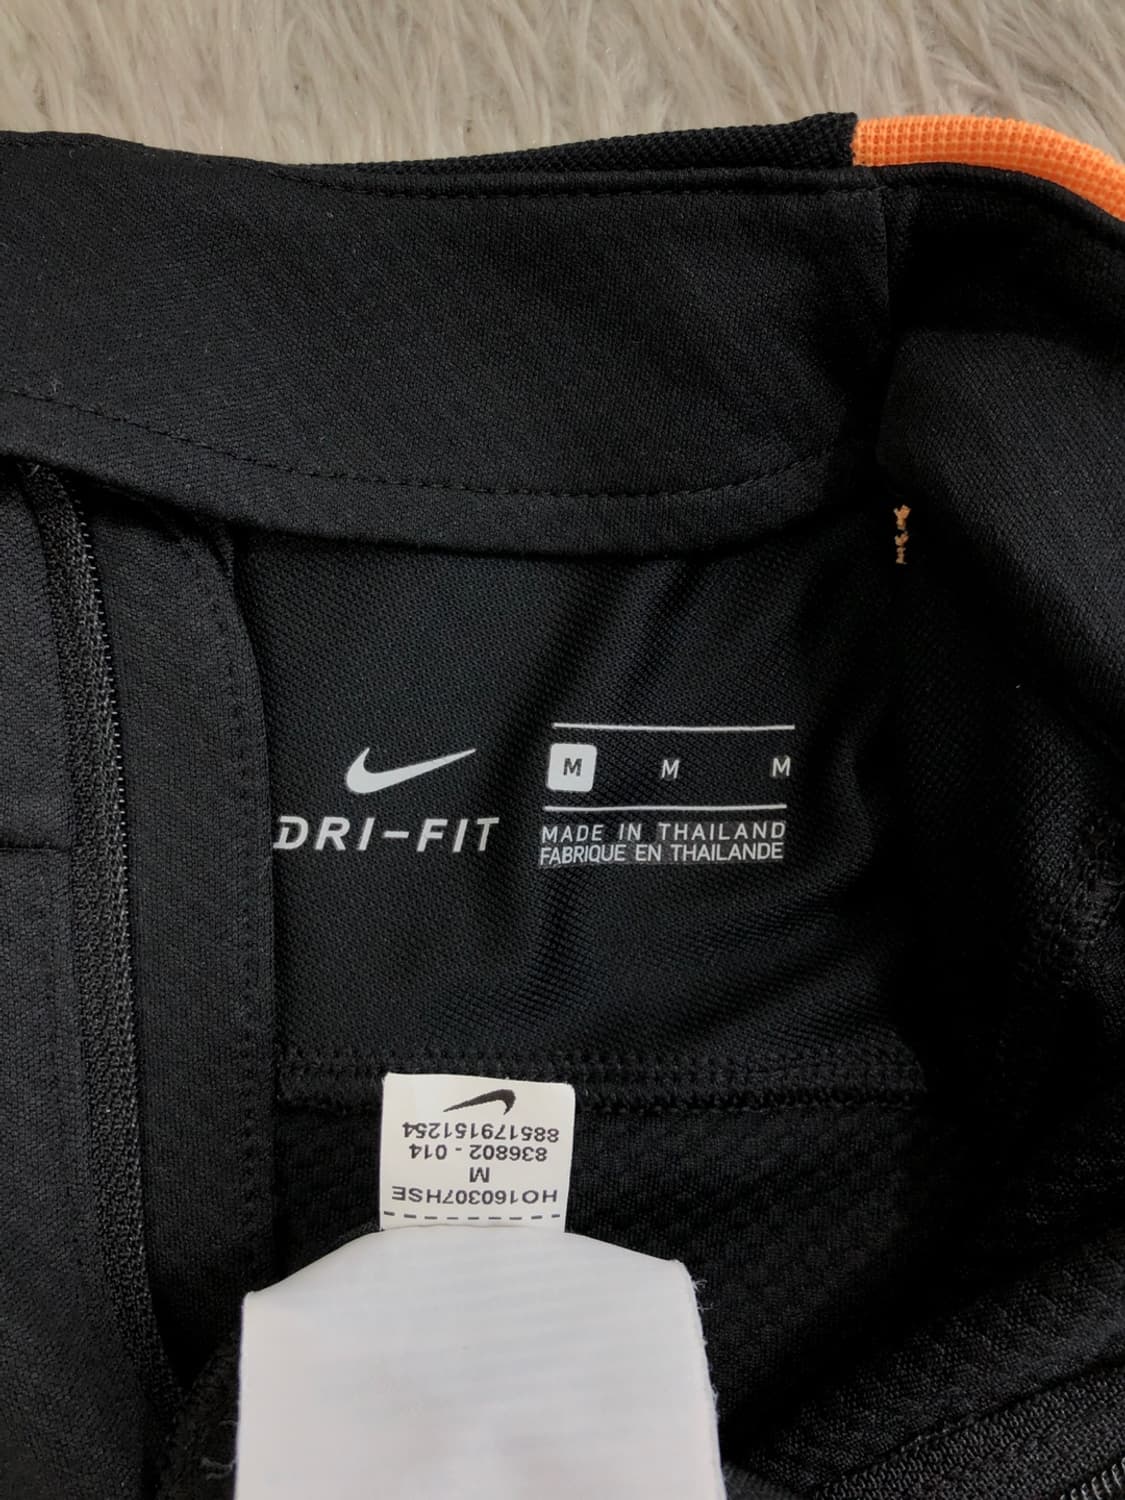 M M M
DRI-FIT
MADE IN THAILAND
FABRIQUE EN THAILANDE
HO160307HSE
M
836802 - 014
885179151254